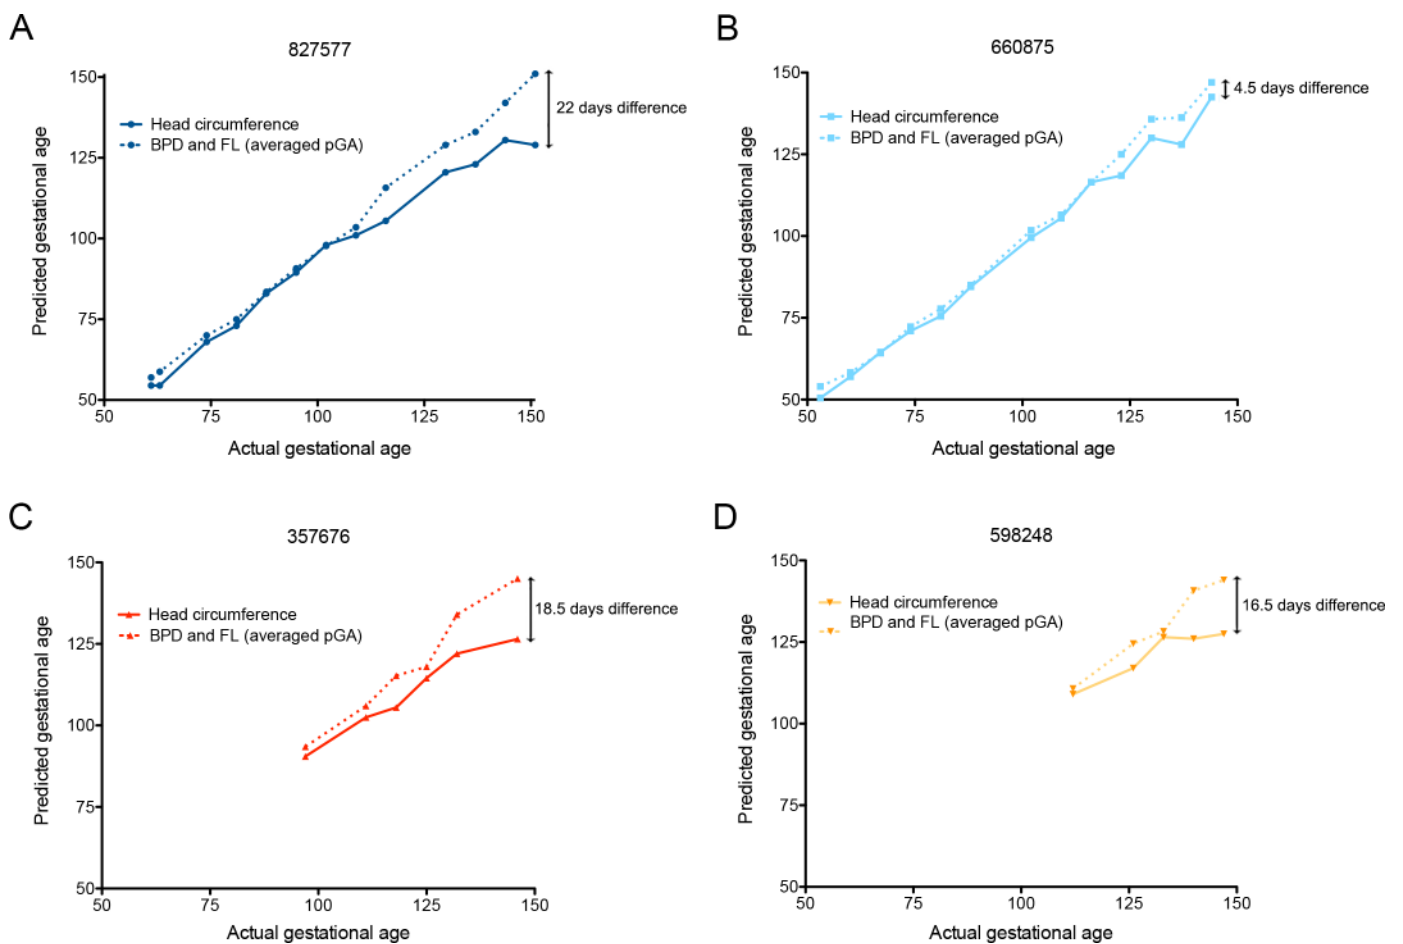 A
827577
150
125
100
75
50
Head circumference
BPD and FL (averaged pGA)
22 days difference
Predicted gestational age
50 75 100 125 150
Actual gestational age
B
660875
150
125
100
75
50
Head circumference
BPD and FL (averaged pGA)
4.5 days difference
Predicted gestational age
50 75 100 125 150
Actual gestational age
C
357676
150
125
100
75
50
Head circumference
BPD and FL (averaged pGA)
18.5 days difference
Predicted gestational age
50 75 100 125 150
Actual gestational age
D
598248
150
125
100
75
50
Head circumference
BPD and FL (averaged pGA)
16.5 days difference
Predicted gestational age
50 75 100 125 150
Actual gestational age